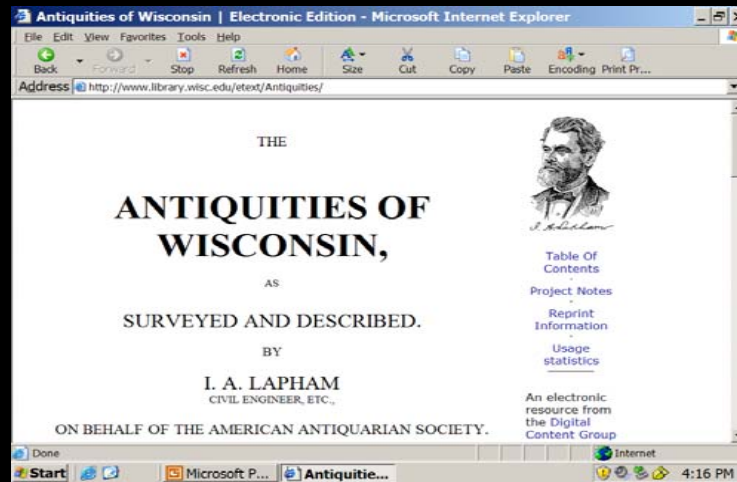 Antiquities of Wisconsin | Electronic Edition - Microsoft Internet Explorer
File Edit View Favorites Tools Help
Back Forward Stop Refresh Home Size Cut Copy Paste Encoding Print Pr...
Address http://www.library.wisc.edu/etext/Antiquities/
THE
ANTIQUITIES OF
WISCONSIN,
AS
SURVEYED AND DESCRIBED.
BY
I. A. LAPHAM
CIVIL ENGINEER, ETC.,
ON BEHALF OF THE AMERICAN ANTIQUARIAN SOCIETY.
I. A. Lapham
Table Of
Contents
Project Notes
Reprint
Information
Usage
statistics
An electronic
resource from
the Digital
Content Group
Done Internet
Start Microsoft P... Antiquitie... 4:16 PM